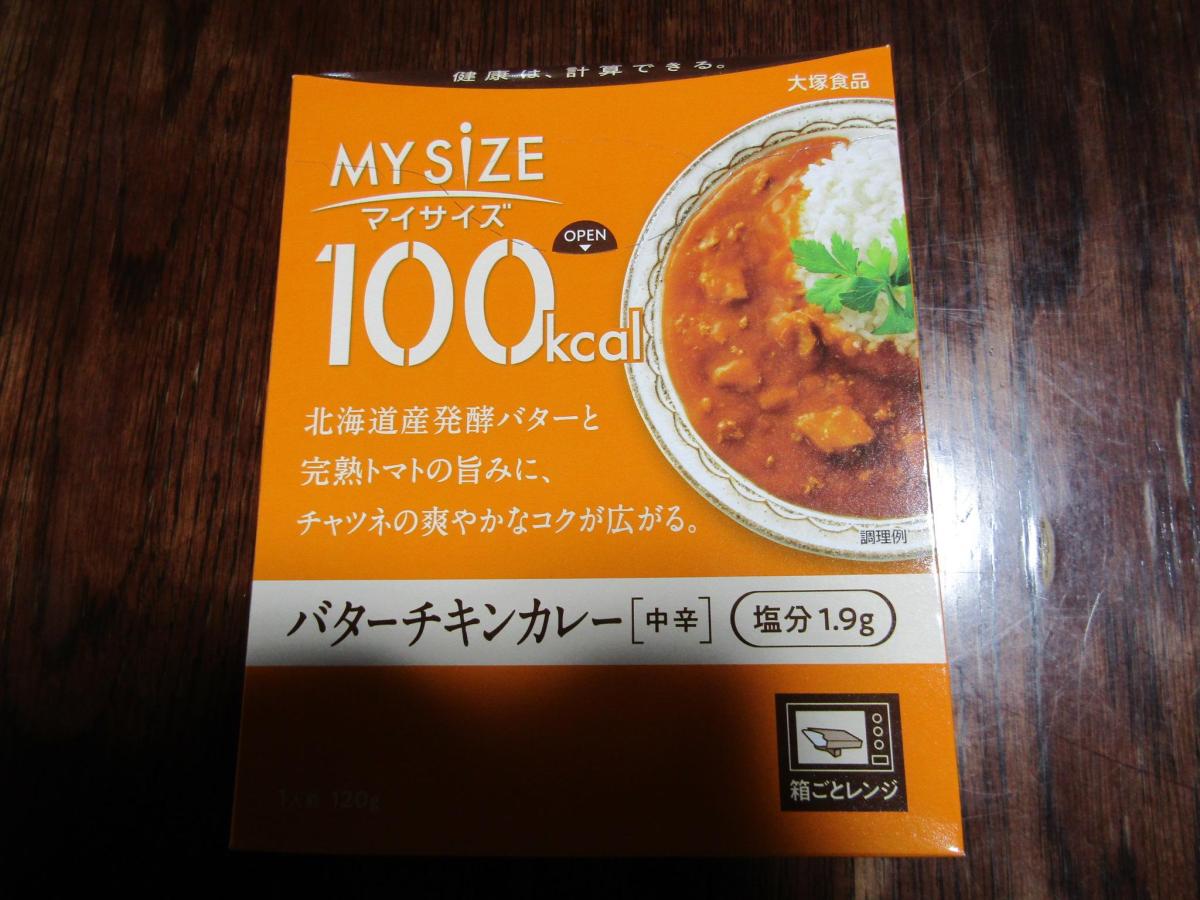 健康は、計算できる。
大塚食品
MY SiZE
マイサイズ
OPEN
100kcal
北海道産発酵バターと
完熟トマトの旨みに、
チャツネの爽やかなコクが広がる。
調理例
バターチキンカレー[中辛] 塩分1.9g
箱ごとレンジ
1人前 120g